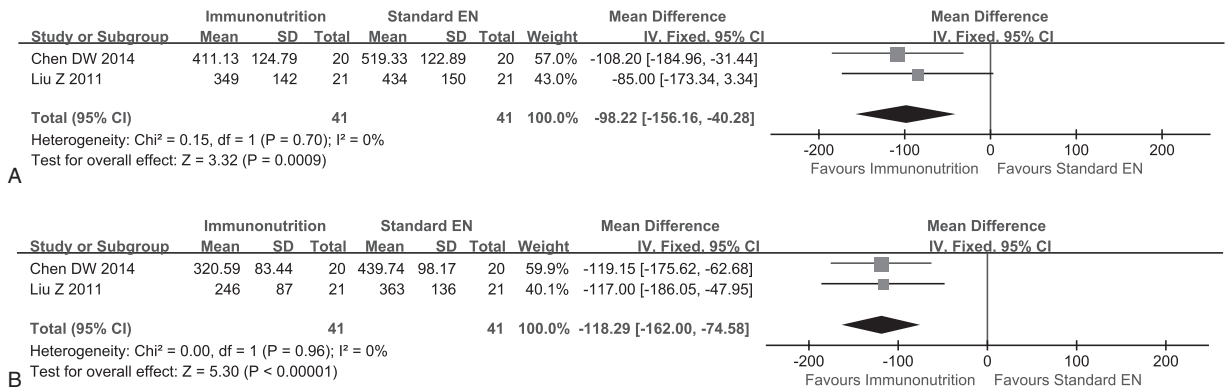 Immunonutrition Standard EN Mean Difference Mean Difference
Study or Subgroup Mean SD Total Mean SD Total Weight IV. Fixed. 95% CI IV. Fixed. 95% CI
Chen DW 2014 411.13 124.79 20 519.33 122.89 20 57.0% -108.20 [-184.96, -31.44]
Liu Z 2011 349 142 21 434 150 21 43.0% -85.00 [-173.34, 3.34]
Total (95% CI) 41 41 100.0% -98.22 [-156.16, -40.28]
Heterogeneity: Chi² = 0.15, df = 1 (P = 0.70); I² = 0%
Test for overall effect: Z = 3.32 (P = 0.0009)
-200 -100 0 100 200
Favours Immunonutrition Favours Standard EN
A
Immunonutrition Standard EN Mean Difference Mean Difference
Study or Subgroup Mean SD Total Mean SD Total Weight IV. Fixed. 95% CI IV. Fixed. 95% CI
Chen DW 2014 320.59 83.44 20 439.74 98.17 20 59.9% -119.15 [-175.62, -62.68]
Liu Z 2011 246 87 21 363 136 21 40.1% -117.00 [-186.05, -47.95]
Total (95% CI) 41 41 100.0% -118.29 [-162.00, -74.58]
Heterogeneity: Chi² = 0.00, df = 1 (P = 0.96); I² = 0%
Test for overall effect: Z = 5.30 (P < 0.00001)
-200 -100 0 100 200
Favours Immunonutrition Favours Standard EN
B